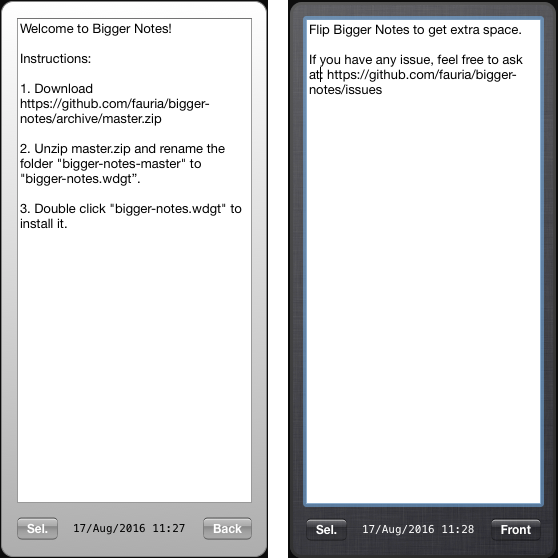 Welcome to Bigger Notes!
Instructions:
1. Download
https://github.com/fauria/bigger-
notes/archive/master.zip
2. Unzip master.zip and rename the
folder "bigger-notes-master" to
"bigger-notes.wdgt”.
3. Double click "bigger-notes.wdgt" to
install it.
Sel.
17/Aug/2016 11:27
Back
Flip Bigger Notes to get extra space.
If you have any issue, feel free to ask
at: https://github.com/fauria/bigger-
notes/issues
Sel.
17/Aug/2016 11:28
Front